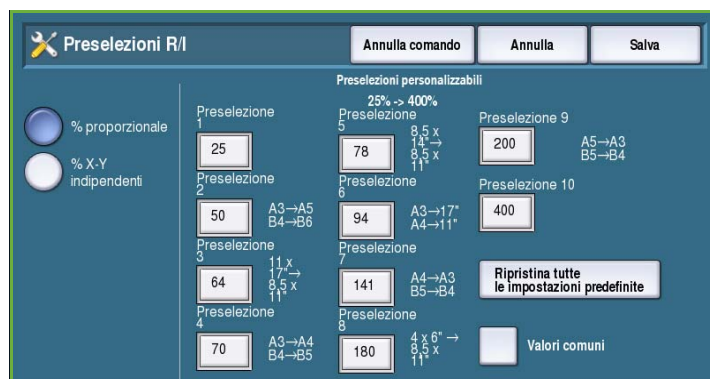 Preselezioni R/I
Annulla comando
Annulla
Salva
Preselezioni personalizzabili
25% -> 400%
% proporzionale
% X-Y
indipendenti
Preselezione
1
25
Preselezione
2
50
A3→A5
B4→B6
Preselezione
3
64
11 x
17"→
8,5 x
11"
Preselezione
4
70
A3→A4
B4→B5
Preselezione
5
78
8,5 x
14"→
8,5 x
11"
Preselezione
6
94
A3→17"
A4→11"
Preselezione
7
141
A4→A3
B5→B4
Preselezione
8
180
4 x 6" →
8,5 x
11"
Preselezione 9
200
A5→A3
B5→B4
Preselezione 10
400
Ripristina tutte
le impostazioni predefinite
Valori comuni